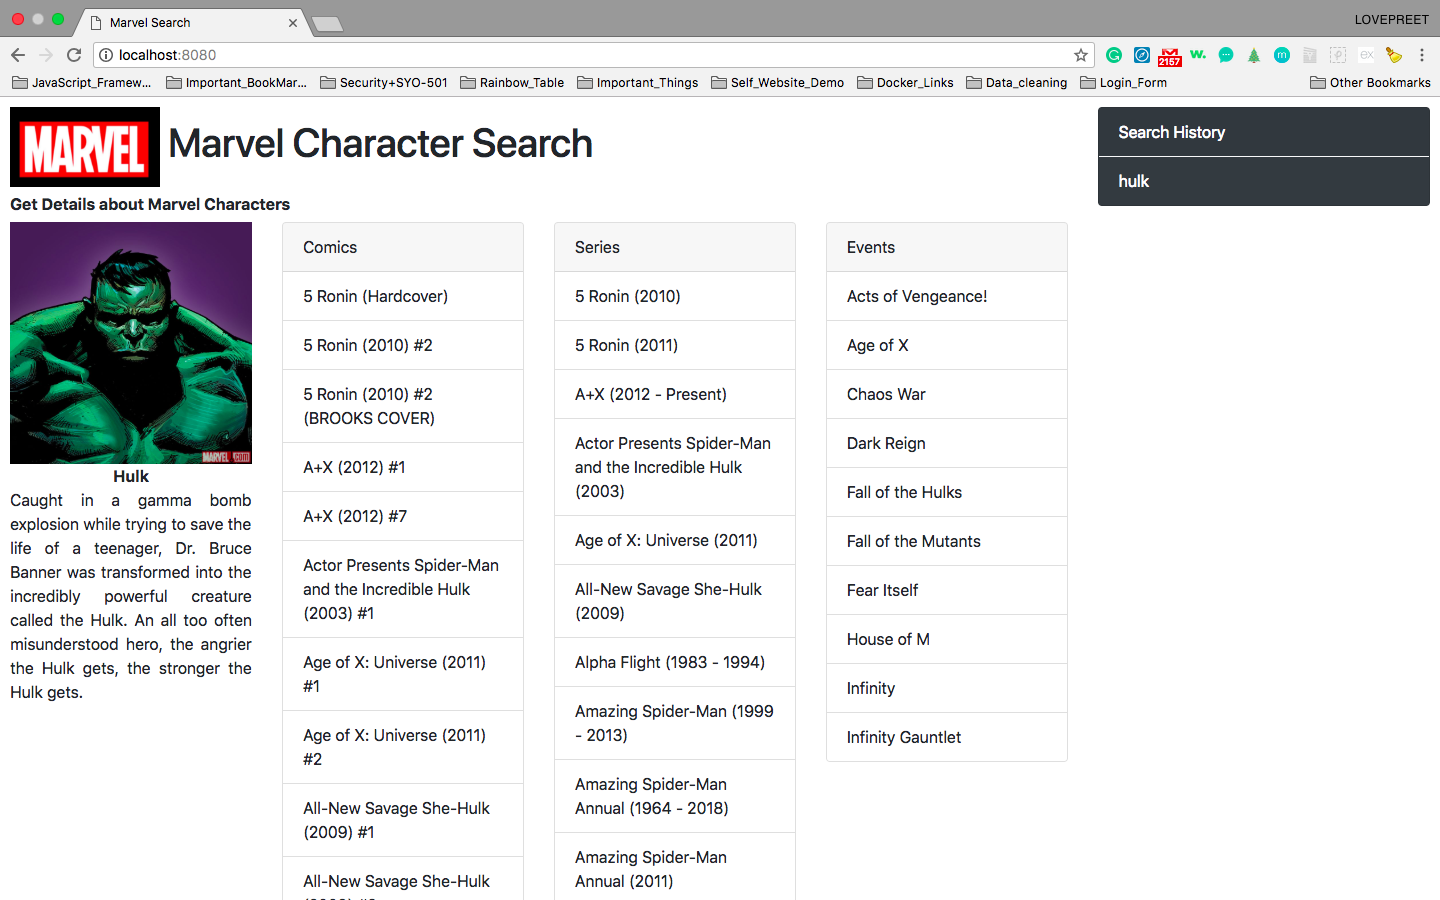 Marvel Search
LOVEPREET
localhost:8080
2157
w.
m
ex
JavaScript_Framew...
Important_BookMar...
Security+SYO-501
Rainbow_Table
Important_Things
Self_Website_Demo
Docker_Links
Data_cleaning
Login_Form
Other Bookmarks
MARVEL
Marvel Character Search
Get Details about Marvel Characters
MARVEL.COM
Hulk
Caught in a gamma bomb
explosion while trying to save the
life of a teenager, Dr. Bruce
Banner was transformed into the
incredibly powerful creature
called the Hulk. An all too often
misunderstood hero, the angrier
the Hulk gets, the stronger the
Hulk gets.
Comics
5 Ronin (Hardcover)
5 Ronin (2010) #2
5 Ronin (2010) #2
(BROOKS COVER)
A+X (2012) #1
A+X (2012) #7
Actor Presents Spider-Man
and the Incredible Hulk
(2003) #1
Age of X: Universe (2011)
#1
Age of X: Universe (2011)
#2
All-New Savage She-Hulk
(2009) #1
All-New Savage She-Hulk
Series
5 Ronin (2010)
5 Ronin (2011)
A+X (2012 - Present)
Actor Presents Spider-Man
and the Incredible Hulk
(2003)
Age of X: Universe (2011)
All-New Savage She-Hulk
(2009)
Alpha Flight (1983 - 1994)
Amazing Spider-Man (1999
- 2013)
Amazing Spider-Man
Annual (1964 - 2018)
Amazing Spider-Man
Annual (2011)
Events
Acts of Vengeance!
Age of X
Chaos War
Dark Reign
Fall of the Hulks
Fall of the Mutants
Fear Itself
House of M
Infinity
Infinity Gauntlet
Search History
hulk